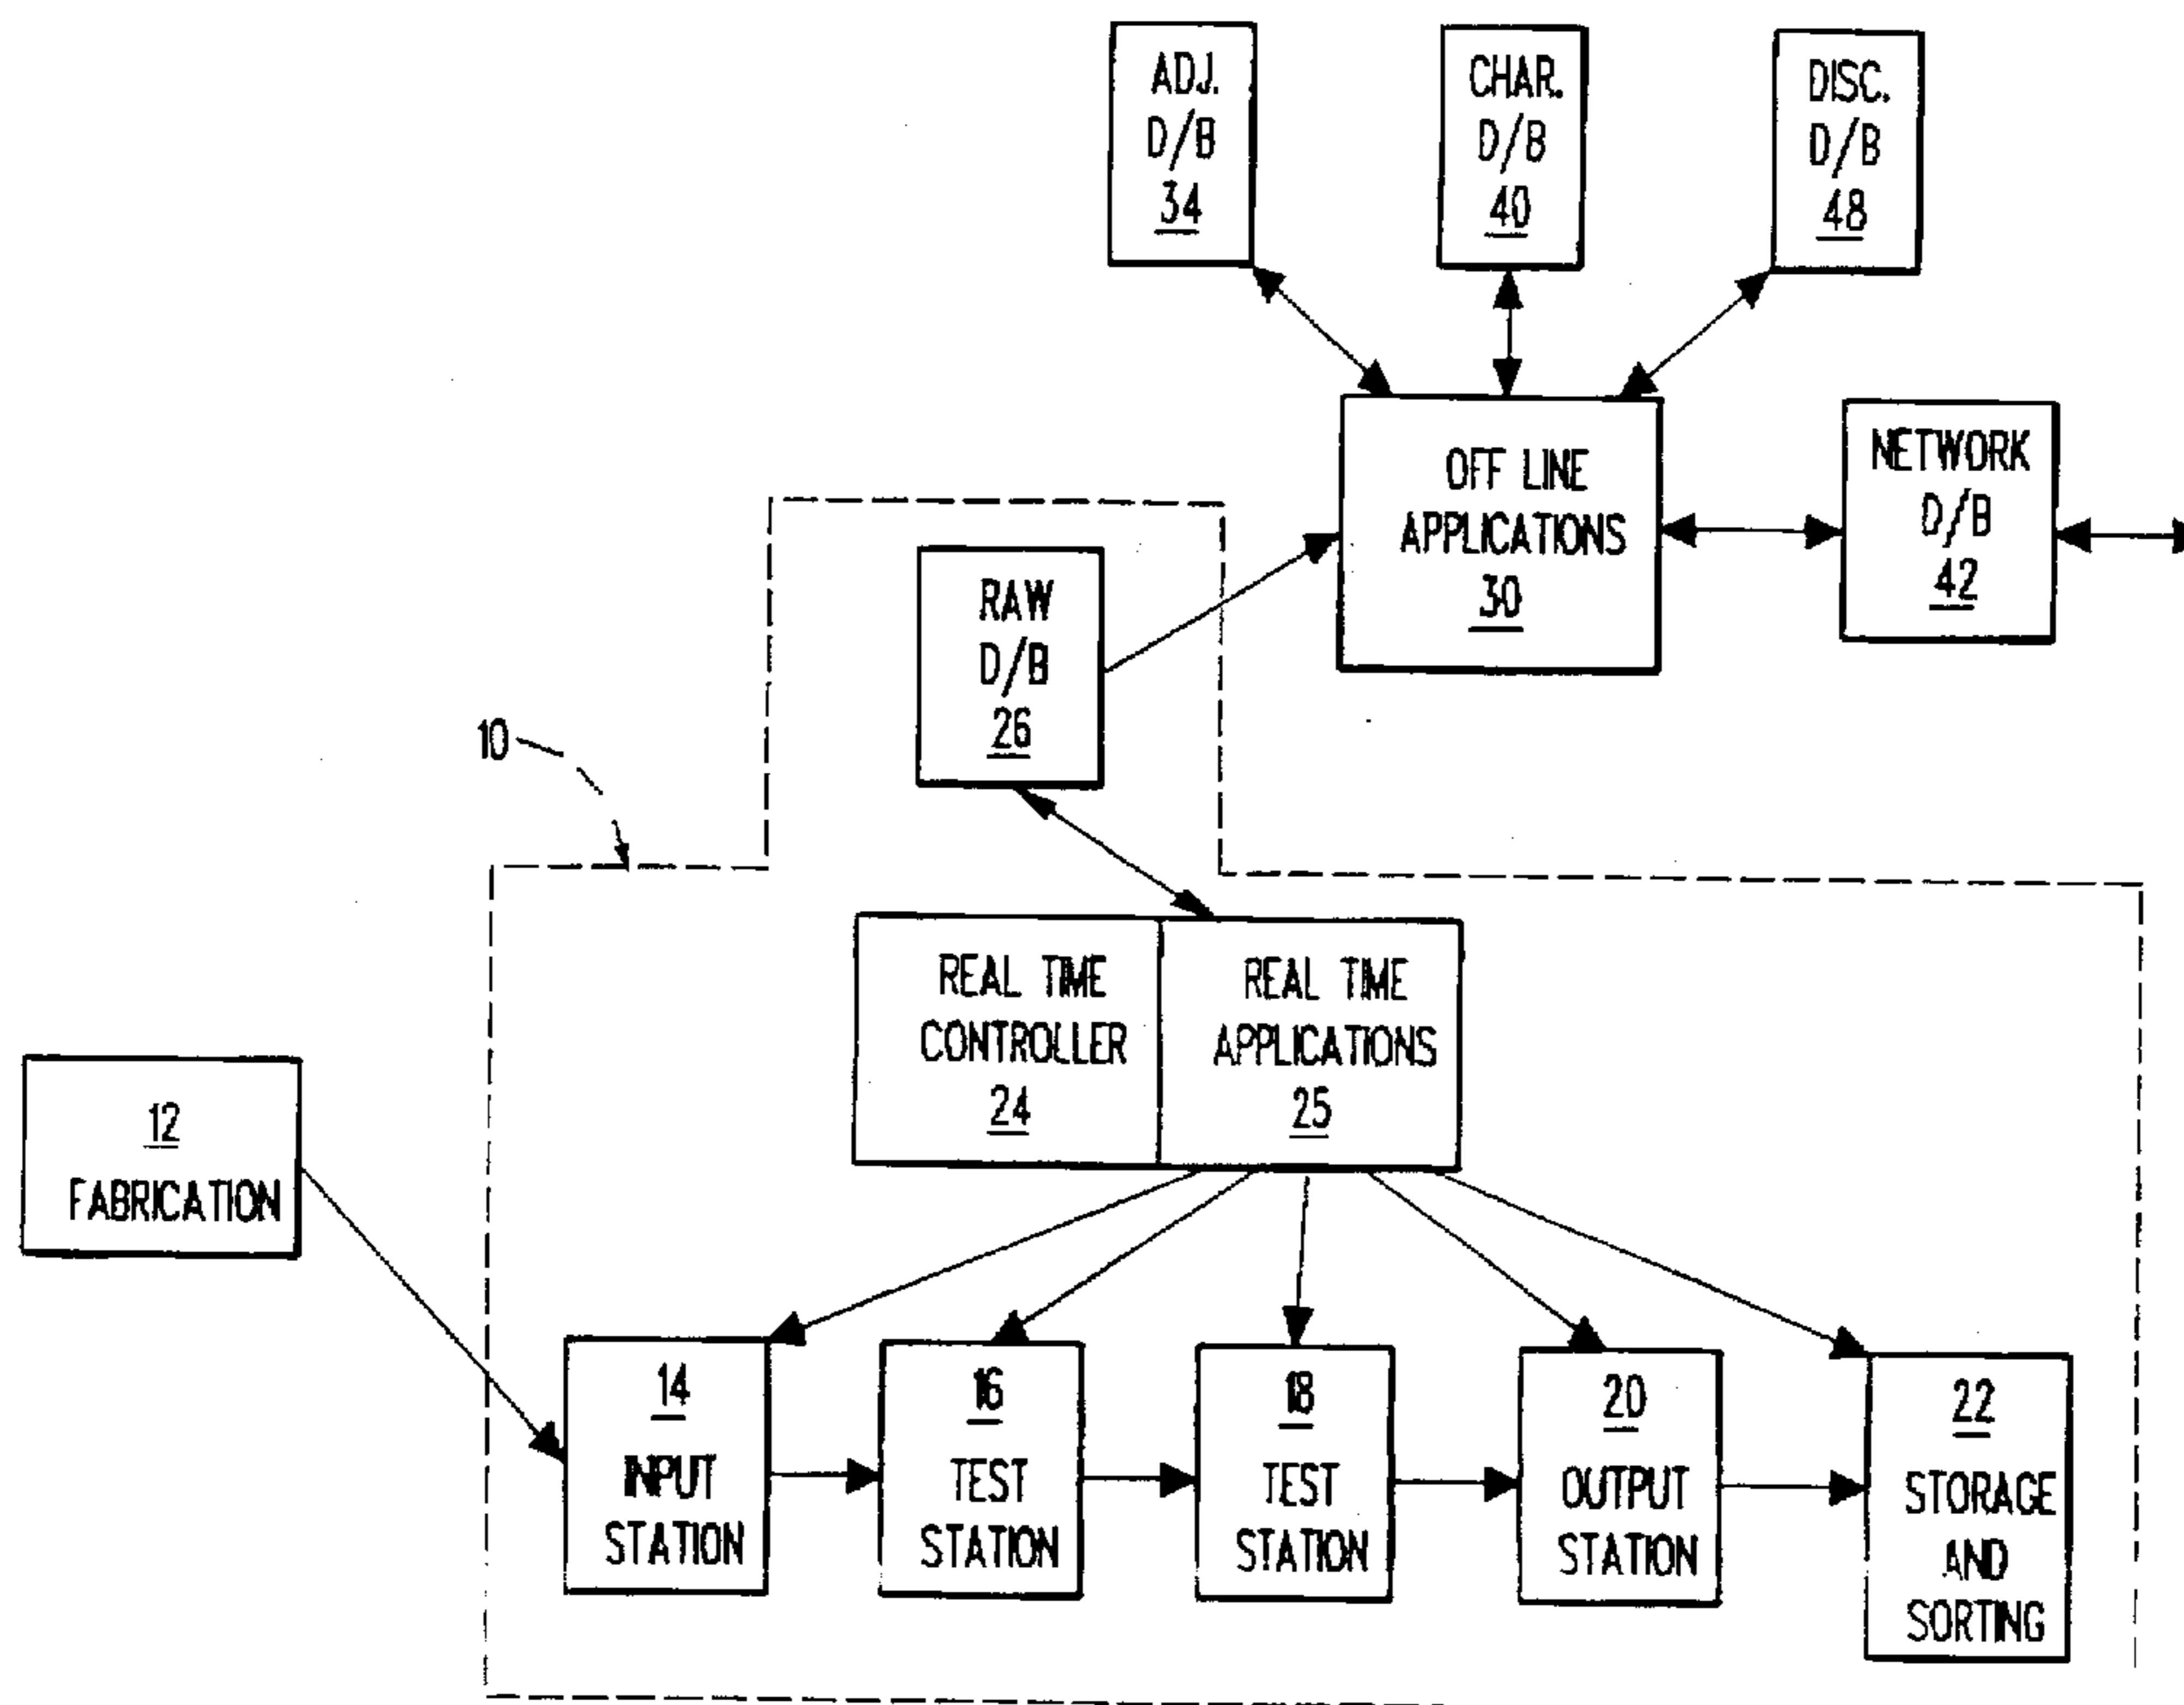 ADJ.
D/B
34
CHAR.
D/B
40
DISC.
D/B
48
OFF LINE
APPLICATIONS
30
NETWORK
D/B
42
RAW
D/B
26
10
REAL TIME
CONTROLLER
24
REAL TIME
APPLICATIONS
25
12
FABRICATION
14
INPUT
STATION
16
TEST
STATION
18
TEST
STATION
20
OUTPUT
STATION
22
STORAGE
AND
SORTING